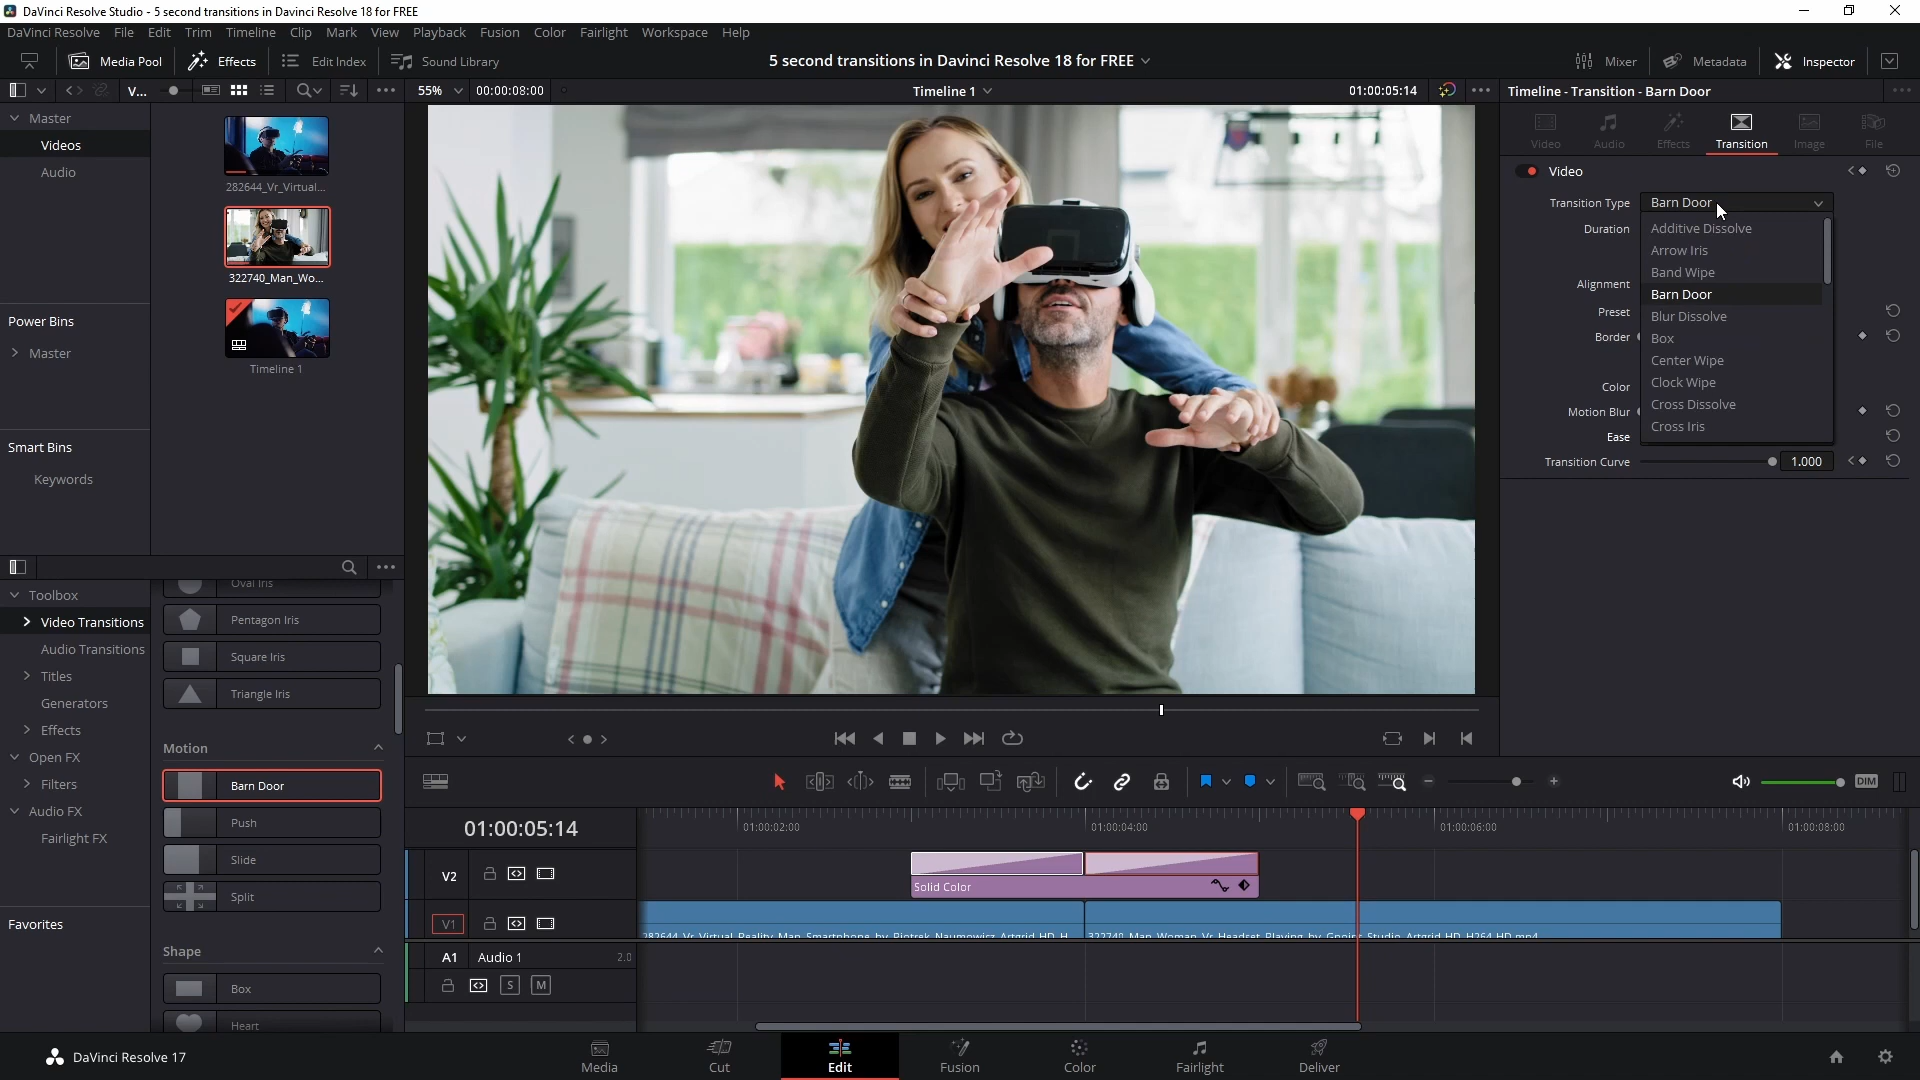 DaVinci Resolve Studio - 5 second transitions in Davinci Resolve 18 for FREE
DaVinci Resolve File Edit Trim Timeline Clip Mark View Playback Fusion Color Fairlight Workspace Help
Media Pool Effects Edit Index Sound Library 5 second transitions in Davinci Resolve 18 for FREE Mixer Metadata Inspector
V... 55% 00:00:08:00 Timeline 1 01:00:05:14 Timeline - Transition - Barn Door
Master
Videos
Audio
282644_Vr_Virtual...
322740_Man_Wo...
Timeline 1
Power Bins
Master
Smart Bins
Keywords
Video Audio Effects Transition Image File
Video
Transition Type Barn Door
Duration
Alignment
Preset
Border
Color
Motion Blur
Ease
Transition Curve 1.000
Additive Dissolve
Arrow Iris
Band Wipe
Barn Door
Blur Dissolve
Box
Center Wipe
Clock Wipe
Cross Dissolve
Cross Iris
Toolbox
Video Transitions
Audio Transitions
Titles
Generators
Effects
Open FX
Filters
Audio FX
Fairlight FX
Favorites
Oval Iris
Pentagon Iris
Square Iris
Triangle Iris
Motion
Barn Door
Push
Slide
Split
Shape
Box
Heart
DIM
01:00:05:14
01:00:02:00 01:00:04:00 01:00:06:00 01:00:08:00
V2
Solid Color
V1
282644_Vr_Virtual_Reality_Man_Smartphone_by_Piotrek_Naumowicz_Artgrid_HD_H
322740_Man_Woman_Vr_Headset_Playing_by_Gpoint_Studio_Artgrid_HD_H264_HD.mp4
A1 Audio 1 2.0
S M
DaVinci Resolve 17
Media Cut Edit Fusion Color Fairlight Deliver